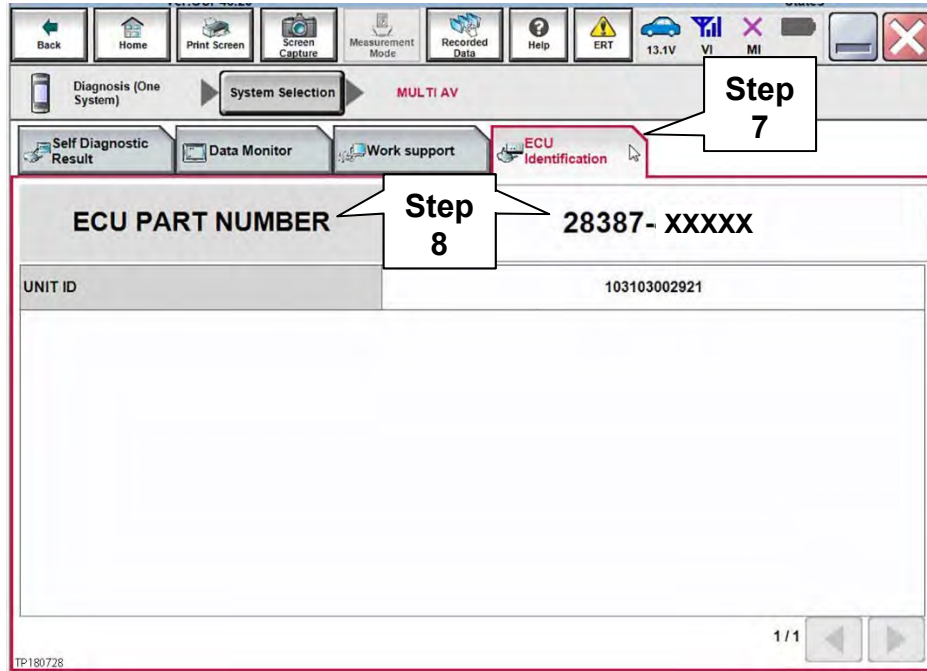 Back
Home
Print Screen
Screen
Capture
Measurement
Mode
Recorded
Data
Help
ERT
13.1V
VI
MI
Diagnosis (One
System)
System Selection
MULTI AV
Step
7
Self Diagnostic
Result
Data Monitor
Work support
ECU
Identification
ECU PART NUMBER
Step
8
28387- XXXXX
UNIT ID
103103002921
1/1
TP180728